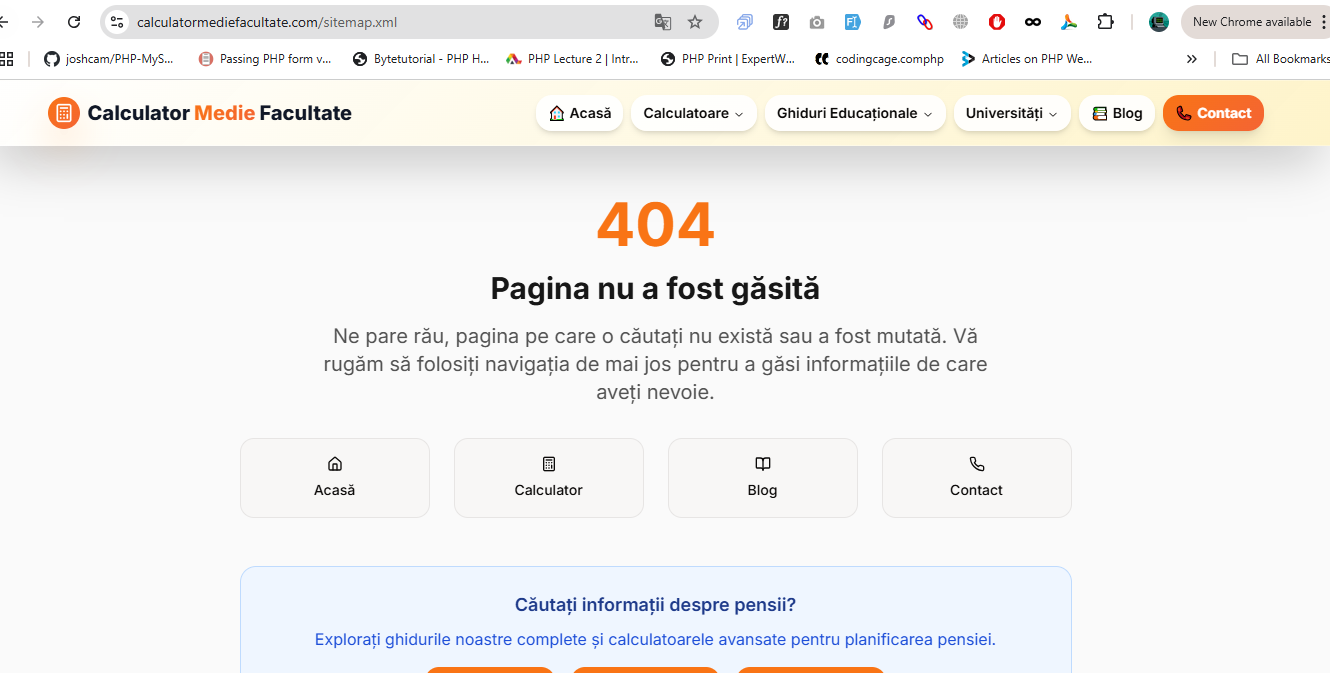 calculatormediefacultate.com/sitemap.xml
New Chrome available
joshcam/PHP-MyS...
Passing PHP form v...
Bytetutorial - PHP H...
PHP Lecture 2 | Intr...
PHP Print | ExpertW...
codingcage.comphp
Articles on PHP We...
All Bookmarks
Calculator Medie Facultate
Acasă
Calculatoare
Ghiduri Educaționale
Universități
Blog
Contact
404
Pagina nu a fost găsită
Ne pare rău, pagina pe care o căutați nu există sau a fost mutată. Vă
rugăm să folosiți navigația de mai jos pentru a găsi informațiile de care
aveți nevoie.
Acasă
Calculator
Blog
Contact
Căutați informații despre pensii?
Explorați ghidurile noastre complete și calculatoarele avansate pentru planificarea pensiei.